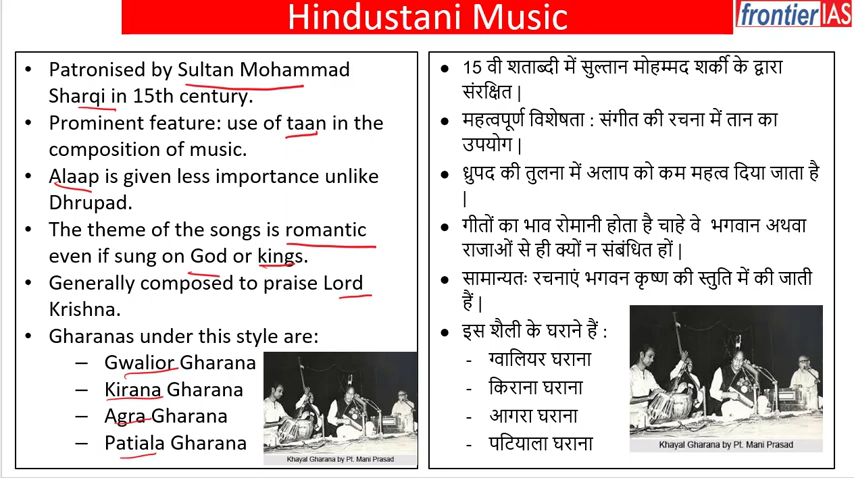 Hindustani Music
frontier IAS
• Patronised by Sultan Mohammad
Sharqi in 15th century.
• Prominent feature: use of taan in the
composition of music.
• Alaap is given less importance unlike
Dhrupad.
• The theme of the songs is romantic
even if sung on God or kings.
• Generally composed to praise Lord
Krishna.
• Gharanas under this style are:
– Gwalior Gharana
– Kirana Gharana
– Agra Gharana
– Patiala Gharana
Khayal Gharana by Pt. Mani Prasad
• 15 वी शताब्दी में सुल्तान मोहम्मद शर्की के द्वारा
संरक्षित |
• महत्वपूर्ण विशेषता : संगीत की रचना में तान का
उपयोग |
• ध्रुपद की तुलना में अलाप को कम महत्व दिया जाता है
|
• गीतों का भाव रोमानी होता है चाहे वे भगवान अथवा
राजाओं से ही क्यों न संबंधित हों |
• सामान्यतः रचनाएं भगवन कृष्ण की स्तुति में की जाती
हैं |
• इस शैली के घराने हैं :
- ग्वालियर घराना
- किराना घराना
- आगरा घराना
- पटियाला घराना
Khayal Gharana by Pt. Mani Prasad